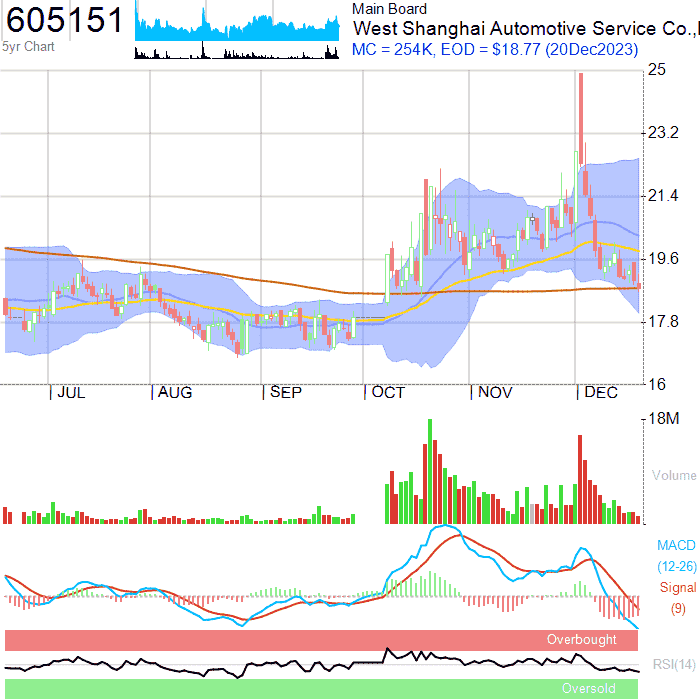 605151
5yr Chart
Main Board
West Shanghai Automotive Service Co.,
MC = 254K, EOD = $18.77 (20Dec2023)
25
23.2
21.4
19.6
17.8
16
JUL AUG SEP OCT NOV DEC
18M
Volume
MACD
(12-26)
Signal
(9)
Overbought
RSI(14)
Oversold